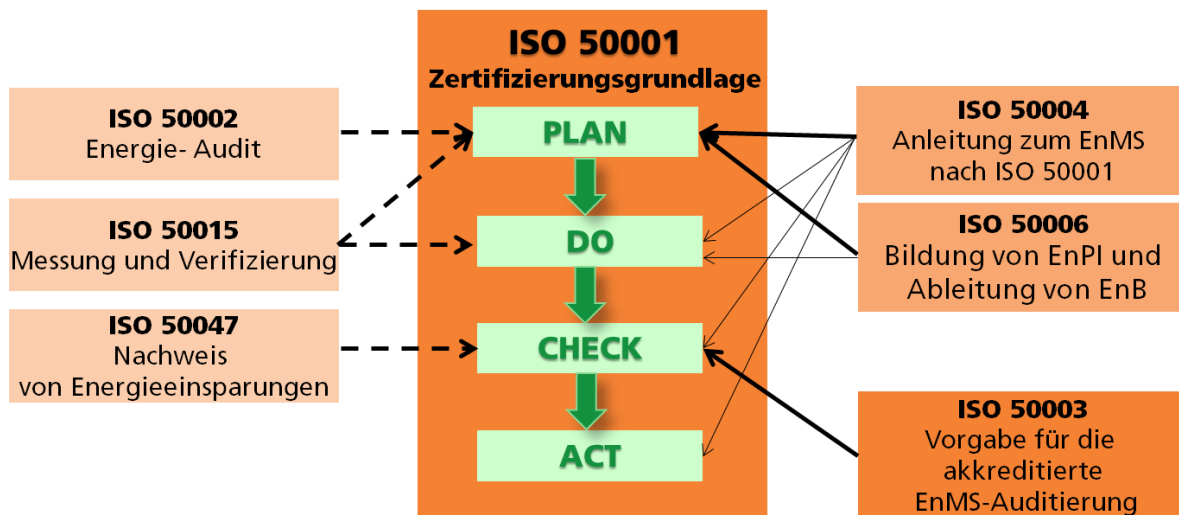 ISO 50001
Zertifizierungsgrundlage
PLAN
DO
CHECK
ACT
ISO 50002
Energie- Audit
ISO 50015
Messung und Verifizierung
ISO 50047
Nachweis
von Energieeinsparungen
ISO 50004
Anleitung zum EnMS
nach ISO 50001
ISO 50006
Bildung von EnPI und
Ableitung von EnB
ISO 50003
Vorgabe für die
akkreditierte
EnMS-Auditierung